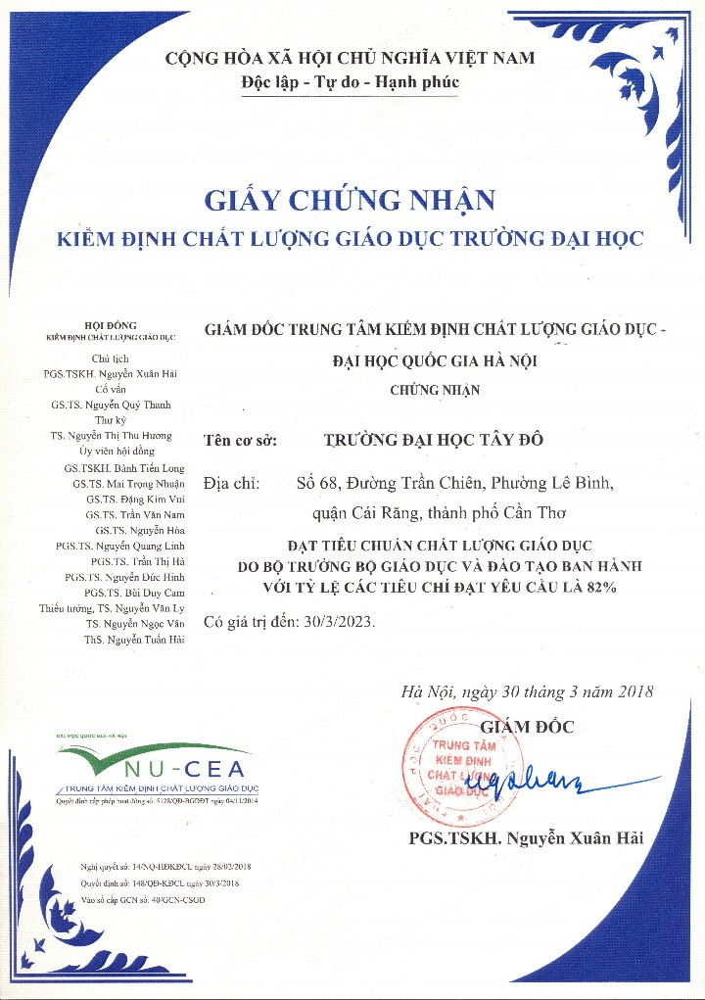 CỘNG HÒA XÃ HỘI CHỦ NGHĨA VIỆT NAM
Độc lập - Tự do - Hạnh phúc
GIẤY CHỨNG NHẬN
KIỂM ĐỊNH CHẤT LƯỢNG GIÁO DỤC TRƯỜNG ĐẠI HỌC
HỘI ĐỒNG
KIỂM ĐỊNH CHẤT LƯỢNG GIÁO DỤC
Chủ tịch
PGS.TSKH. Nguyễn Xuân Hải
Cố vấn
GS.TS. Nguyễn Quý Thanh
Thư ký
TS. Nguyễn Thị Thu Hương
Ủy viên hội đồng
GS.TSKH. Bành Tiến Long
GS.TS. Mai Trọng Nhuận
GS.TS. Đặng Kim Vui
GS.TS. Trần Văn Nam
GS.TS. Nguyễn Hòa
PGS.TS. Nguyễn Quang Linh
PGS.TS. Trần Thị Hà
PGS.TS. Nguyễn Đức Hinh
PGS.TS. Bùi Duy Cam
Thiếu tướng, TS. Nguyễn Văn Ly
TS. Nguyễn Ngọc Vân
ThS. Nguyễn Tuấn Hải
GIÁM ĐỐC TRUNG TÂM KIỂM ĐỊNH CHẤT LƯỢNG GIÁO DỤC -
ĐẠI HỌC QUỐC GIA HÀ NỘI
CHỨNG NHẬN
Tên cơ sở: TRƯỜNG ĐẠI HỌC TÂY ĐÔ
Địa chỉ: Số 68, Đường Trần Chiên, Phường Lê Bình,
quận Cái Răng, thành phố Cần Thơ
ĐẠT TIÊU CHUẨN CHẤT LƯỢNG GIÁO DỤC
DO BỘ TRƯỞNG BỘ GIÁO DỤC VÀ ĐÀO TẠO BAN HÀNH
VỚI TỶ LỆ CÁC TIÊU CHÍ ĐẠT YÊU CẦU LÀ 82%
Có giá trị đến: 30/3/2023.
Hà Nội, ngày 30 tháng 3 năm 2018
GIÁM ĐỐC
TRUNG TÂM
KIỂM ĐỊNH
CHẤT LƯỢNG
GIÁO DỤC
PGS.TSKH. Nguyễn Xuân Hải
ĐẠI HỌC QUỐC GIA HÀ NỘI
VNU-CEA
TRUNG TÂM KIỂM ĐỊNH CHẤT LƯỢNG GIÁO DỤC
Quyết định cấp phép hoạt động số: 5128/QĐ-BGDĐT ngày 04/11/2014
Nghị quyết số: 14/NQ-HĐKĐCL ngày 28/02/2018
Quyết định số: 148/QĐ-KĐCL ngày 30/3/2018
Vào sổ cấp GCN số: 40/GCN-CSGD